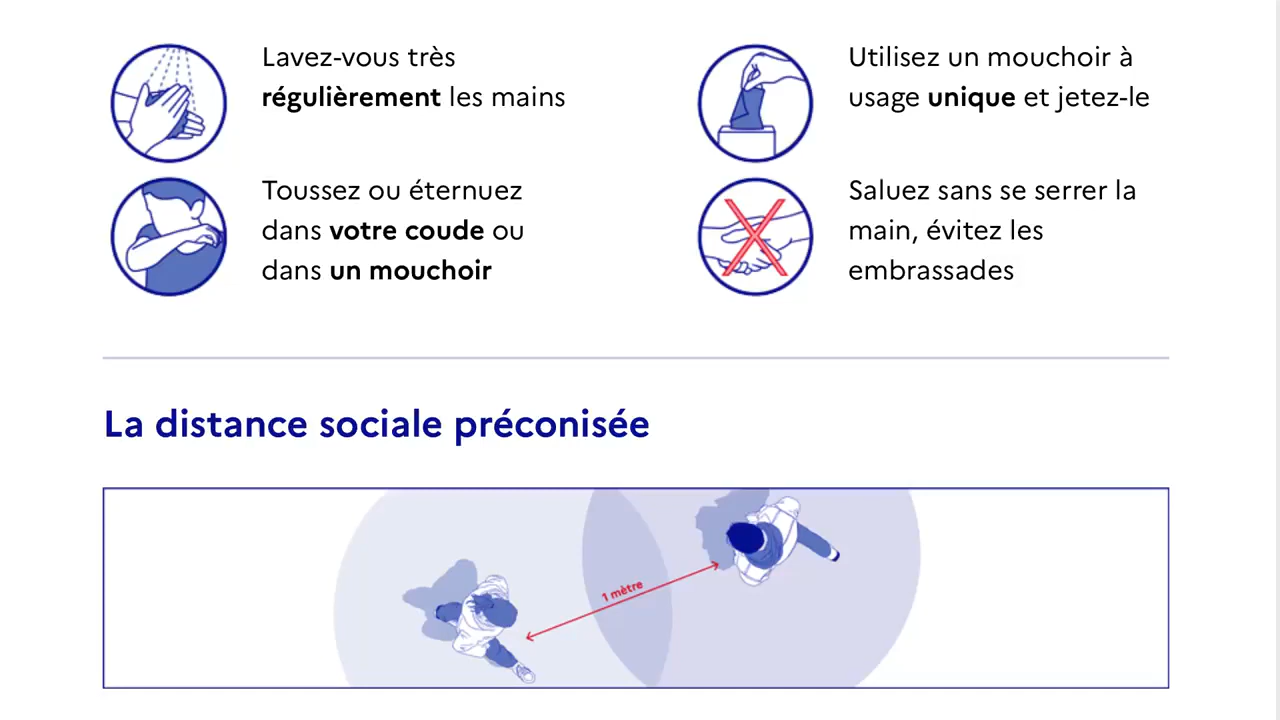 Lavez-vous très
régulièrement les mains
Utilisez un mouchoir à
usage unique et jetez-le
Toussez ou éternuez
dans votre coude ou
dans un mouchoir
Saluez sans se serrer la
main, évitez les
embrassades
La distance sociale préconisée
1 mètre